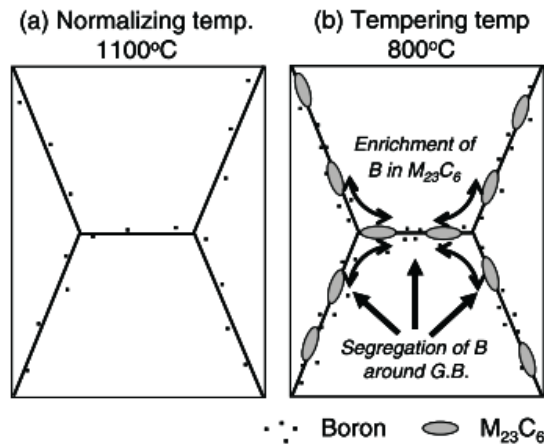 (a) Normalizing temp.
1100°C
(b) Tempering temp
800°C
Enrichment of
B in M₂₃C₆
Segregation of B
around G.B.
Boron
M₂₃C₆